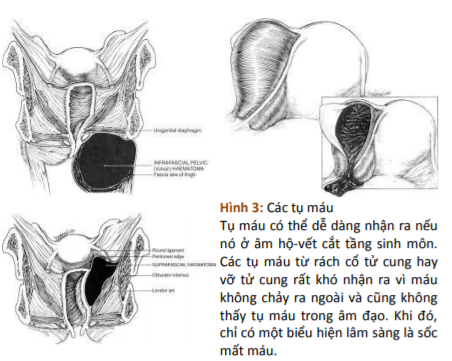 Urogenital diaphragm
INFRAFASCIAL PELVIC
(Vulvar) HAEMATOMA
Fascia lata of thigh
Round ligament
Peritoneal edge
SUPRAFASCIAL HAEMATOMA
Obturator internus
Levator ani
Hình 3: Các tụ máu
Tụ máu có thể dễ dàng nhận ra nếu
nó ở âm hộ-vết cắt tầng sinh môn.
Các tụ máu từ rách cổ tử cung hay
vỡ tử cung rất khó nhận ra vì máu
không chảy ra ngoài và cũng không
thấy tụ máu trong âm đạo. Khi đó,
chỉ có một biểu hiện lâm sàng là sốc
mất máu.